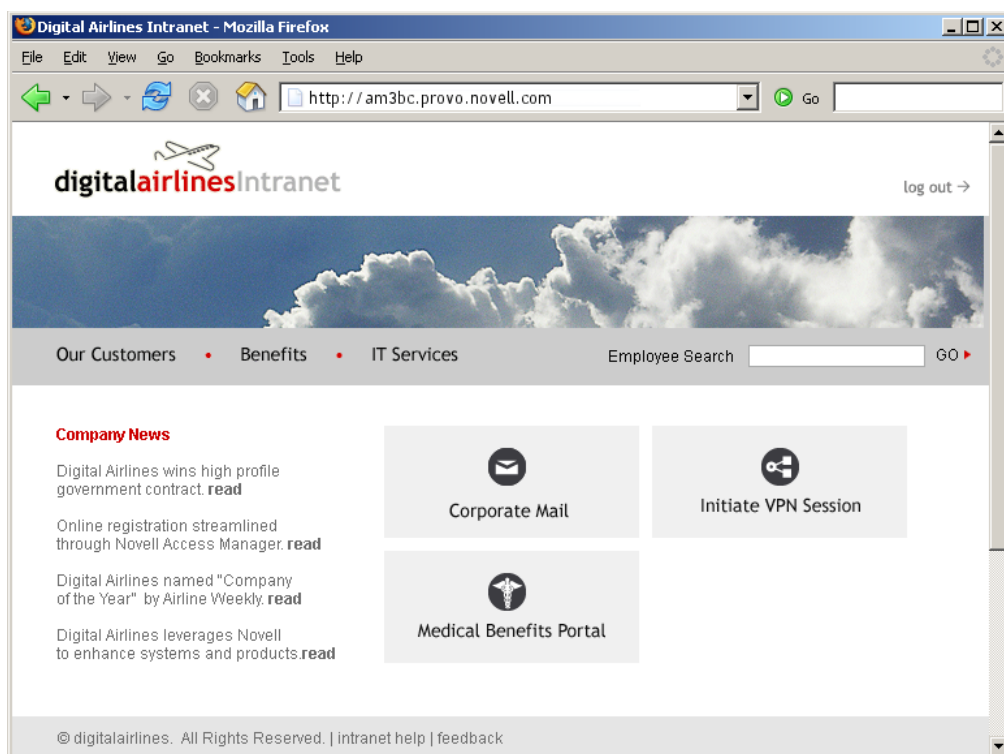 Digital Airlines Intranet - Mozilla Firefox
File Edit View Go Bookmarks Tools Help
http://am3bc.provo.novell.com Go
digitalairlinesIntranet
log out →
Our Customers • Benefits • IT Services Employee Search GO
Company News
Digital Airlines wins high profile
government contract. read
Online registration streamlined
through Novell Access Manager. read
Digital Airlines named "Company
of the Year" by Airline Weekly. read
Digital Airlines leverages Novell
to enhance systems and products.read
Corporate Mail
Initiate VPN Session
Medical Benefits Portal
© digitalairlines. All Rights Reserved. | intranet help | feedback